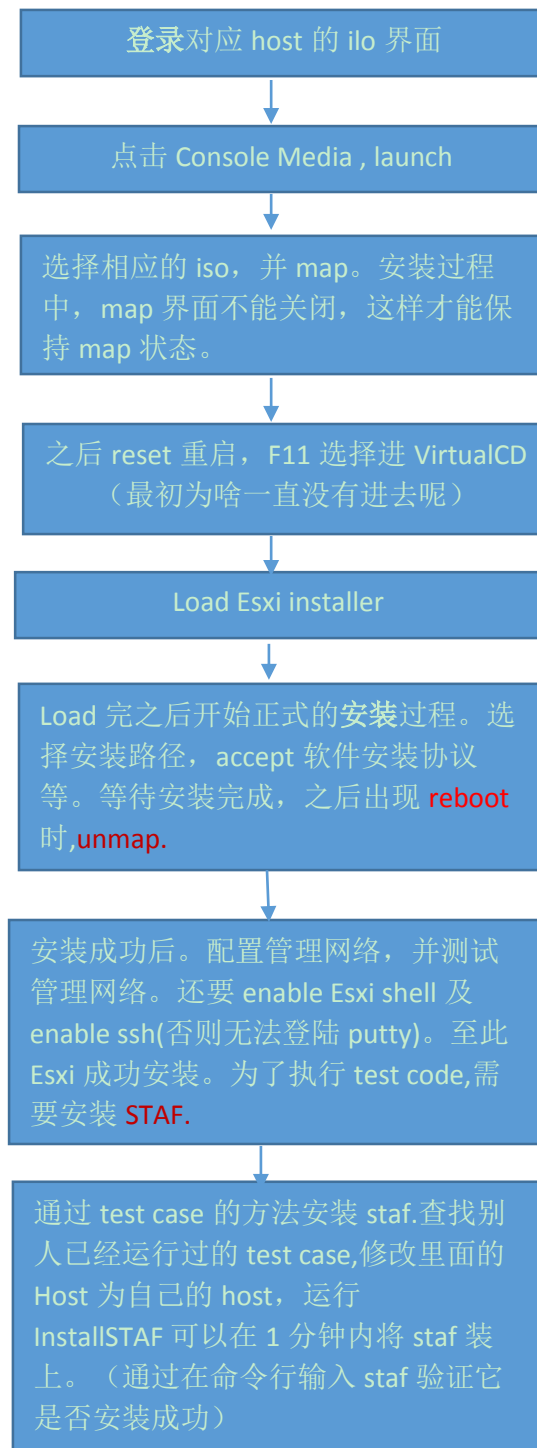 登录对应 host 的 ilo 界面
点击 Console Media , launch
选择相应的 iso，并 map。安装过程
中，map 界面不能关闭，这样才能保
持 map 状态。
之后 reset 重启，F11 选择进 VirtualCD
（最初为啥一直没有进去呢）
Load Esxi installer
Load 完之后开始正式的安装过程。选
择安装路径，accept 软件安装协议
等。等待安装完成，之后出现 reboot
时,unmap.
安装成功后。配置管理网络，并测试
管理网络。还要 enable Esxi shell 及
enable ssh(否则无法登陆 putty)。至此
Esxi 成功安装。为了执行 test code,需
要安装 STAF.
通过 test case 的方法安装 staf.查找别
人已经运行过的 test case,修改里面的
Host 为自己的 host，运行
InstallSTAF 可以在 1 分钟内将 staf 装
上。（通过在命令行输入 staf 验证它
是否安装成功）